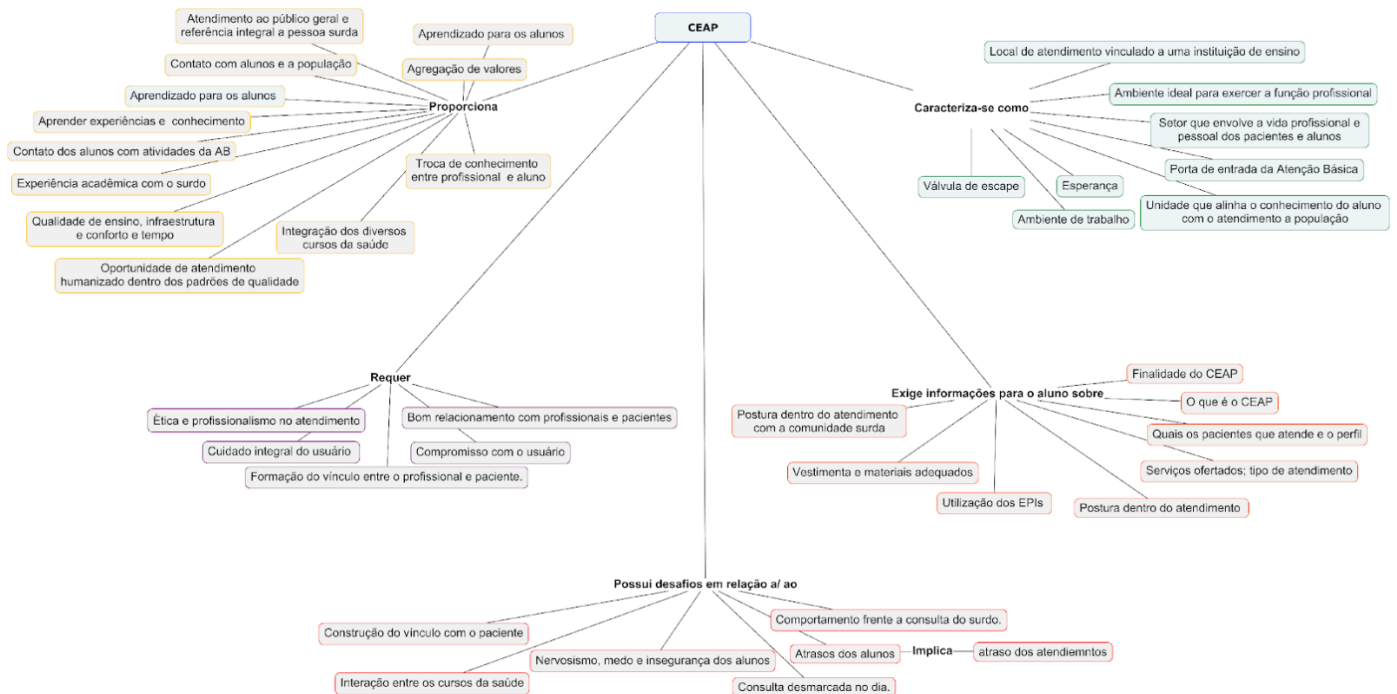 CEAP
Atendimento ao público geral e
referência integral a pessoa surda
Aprendizado para os alunos
Contato com alunos e a população
Agregação de valores
Aprendizado para os alunos
Proporciona
Aprender experiências e conhecimento
Contato dos alunos com atividades da AB
Troca de conhecimento
entre profissional e aluno
Experiência acadêmica com o surdo
Qualidade de ensino, infraestrutura
e conforto e tempo
Integração dos diversos
cursos da saúde
Oportunidade de atendimento
humanizado dentro dos padrões de qualidade
Local de atendimento vinculado a uma instituição de ensino
Ambiente ideal para exercer a função profissional
Caracteriza-se como
Setor que envolve a vida profissional e
pessoal dos pacientes e alunos
Porta de entrada da Atenção Básica
Válvula de escape
Esperança
Ambiente de trabalho
Unidade que alinha o conhecimento do aluno
com o atendimento a população
Requer
Ética e profissionalismo no atendimento
Bom relacionamento com profissionais e pacientes
Cuidado integral do usuário
Compromisso com o usuário
Formação do vínculo entre o profissional e paciente.
Finalidade do CEAP
Exige informações para o aluno sobre
O que é o CEAP
Postura dentro do atendimento
com a comunidade surda
Quais os pacientes que atende e o perfil
Vestimenta e materiais adequados
Serviços ofertados; tipo de atendimento
Utilização dos EPIs
Postura dentro do atendimento
Possui desafios em relação a/ ao
Comportamento frente a consulta do surdo.
Construção do vínculo com o paciente
Atrasos dos alunos
Implica
atraso dos atendiemntos
Nervosismo, medo e insegurança dos alunos
Interação entre os cursos da saúde
Consulta desmarcada no dia.